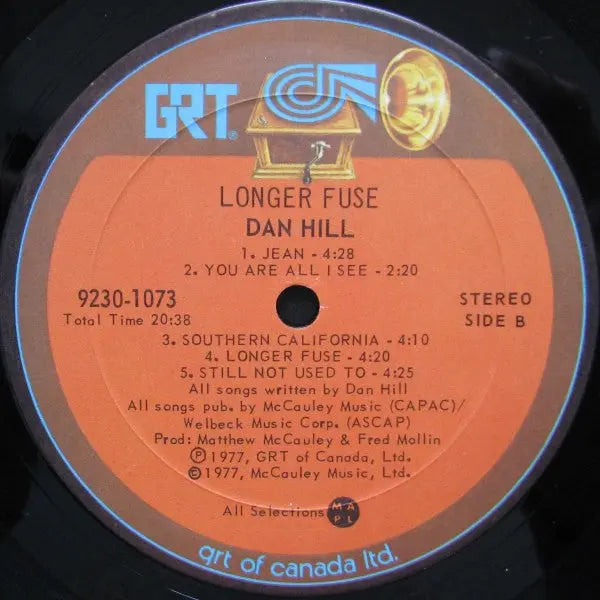 GRT®
LONGER FUSE
DAN HILL
1. JEAN - 4:28
2. YOU ARE ALL I SEE - 2:20
9230-1073
Total Time 20:38
STEREO
SIDE B
3. SOUTHERN CALIFORNIA - 4:10
4. LONGER FUSE - 4:20
5. STILL NOT USED TO - 4:25
All songs written by Dan Hill
All songs pub. by McCauley Music (CAPAC)/
Welbeck Music Corp. (ASCAP)
Prod: Matthew McCauley & Fred Mollin
Ⓟ1977, GRT of Canada, Ltd.
©1977, McCauley Music, Ltd.
All Selections
M A
P L
grt of canada ltd.